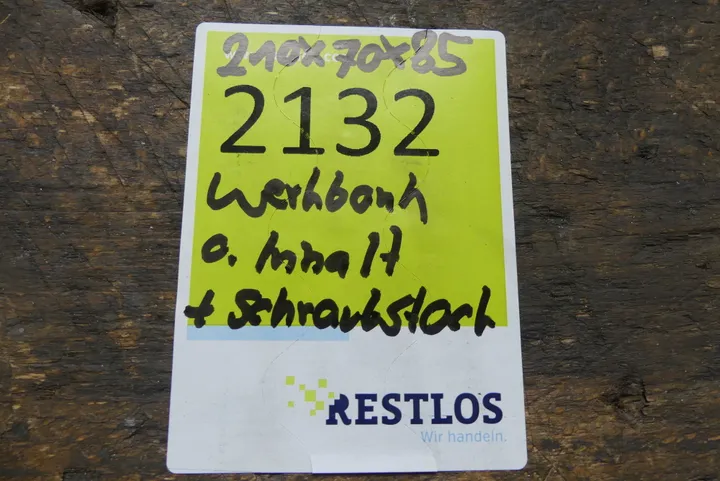 210x70x85
2132
Werkbank
o. Inhalt
+ Schraubstock
RESTLOS
Wir handeln.